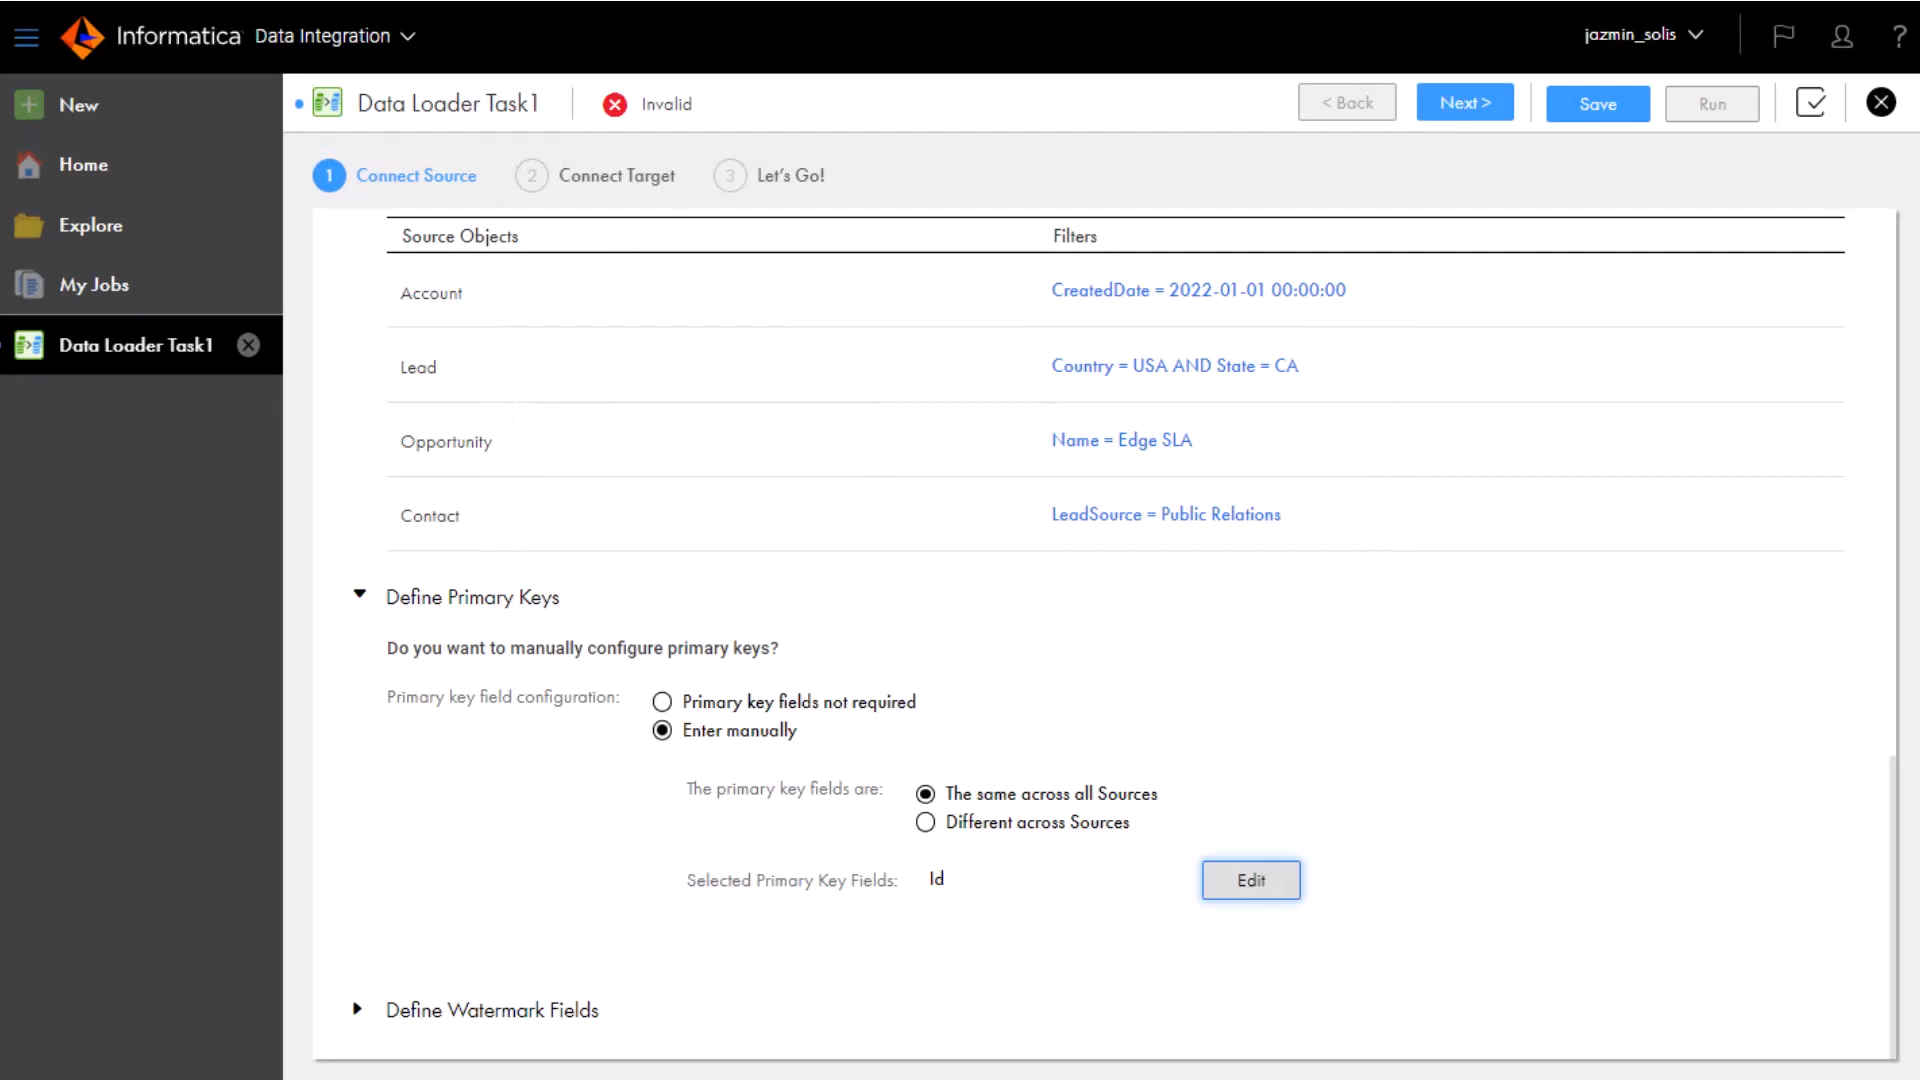 Informatica Data Integration
jazmin_solis
?
New
Home
Explore
My Jobs
Data Loader Task1
Data Loader Task1
Invalid
< Back
Next >
Save
Run
1 Connect Source
2 Connect Target
3 Let's Go!
Source Objects Filters
Account CreatedDate = 2022-01-01 00:00:00
Lead Country = USA AND State = CA
Opportunity Name = Edge SLA
Contact LeadSource = Public Relations
Define Primary Keys
Do you want to manually configure primary keys?
Primary key field configuration:
Primary key fields not required
Enter manually
The primary key fields are:
The same across all Sources
Different across Sources
Selected Primary Key Fields: Id
Edit
Define Watermark Fields